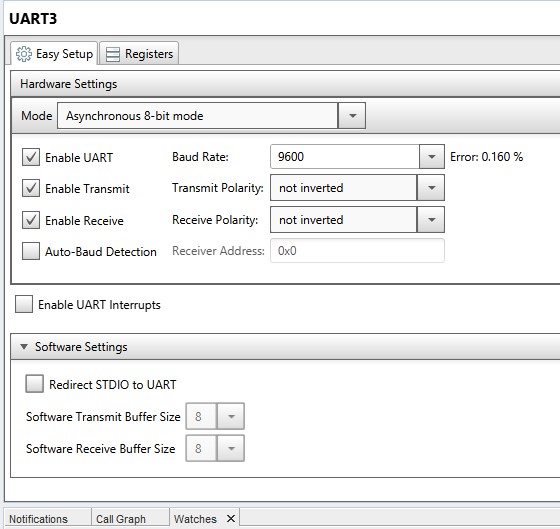 UART3
Easy Setup Registers
Hardware Settings
Mode Asynchronous 8-bit mode
Enable UART Baud Rate: 9600 Error: 0.160 %
Enable Transmit Transmit Polarity: not inverted
Enable Receive Receive Polarity: not inverted
Auto-Baud Detection Receiver Address: 0x0
Enable UART Interrupts
Software Settings
Redirect STDIO to UART
Software Transmit Buffer Size 8
Software Receive Buffer Size 8
Notifications Call Graph Watches X